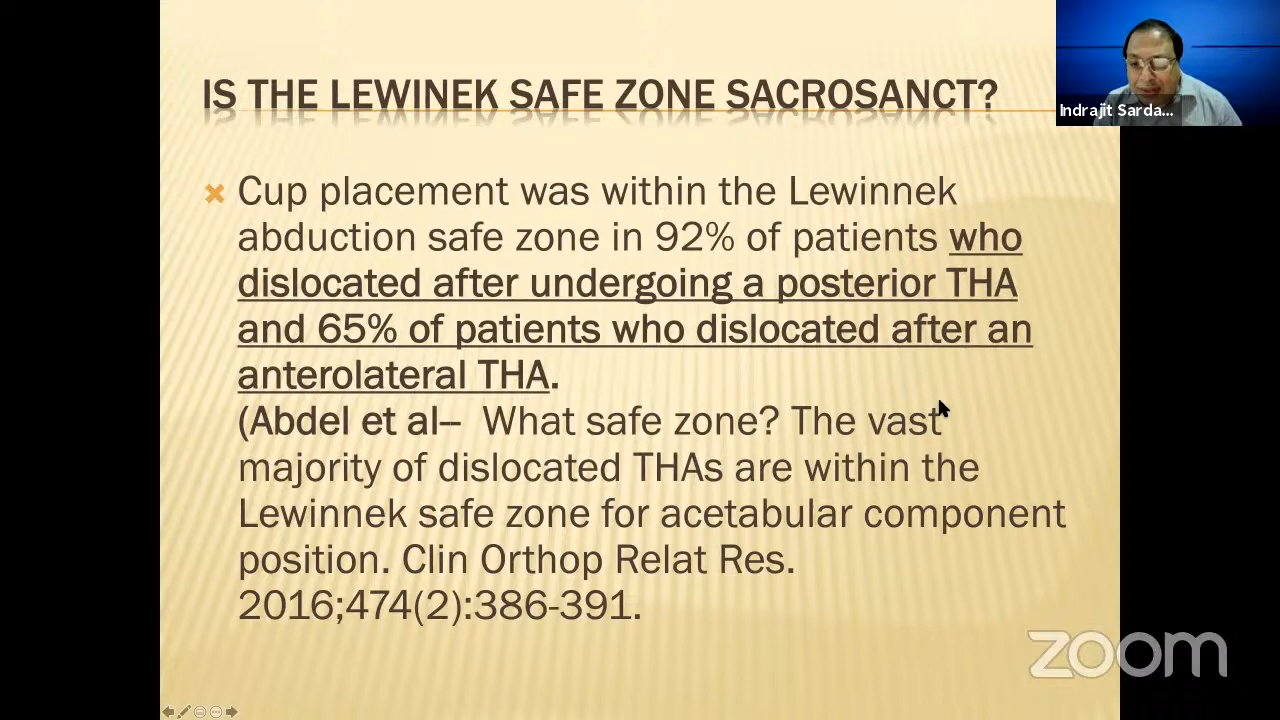 IS THE LEWINEK SAFE ZONE SACROSANCT?
Indrajit Sarda...
Cup placement was within the Lewinnek
abduction safe zone in 92% of patients who
dislocated after undergoing a posterior THA
and 65% of patients who dislocated after an
anterolateral THA.
(Abdel et al– What safe zone? The vast
majority of dislocated THAs are within the
Lewinnek safe zone for acetabular component
position. Clin Orthop Relat Res.
2016;474(2):386-391.
zoom